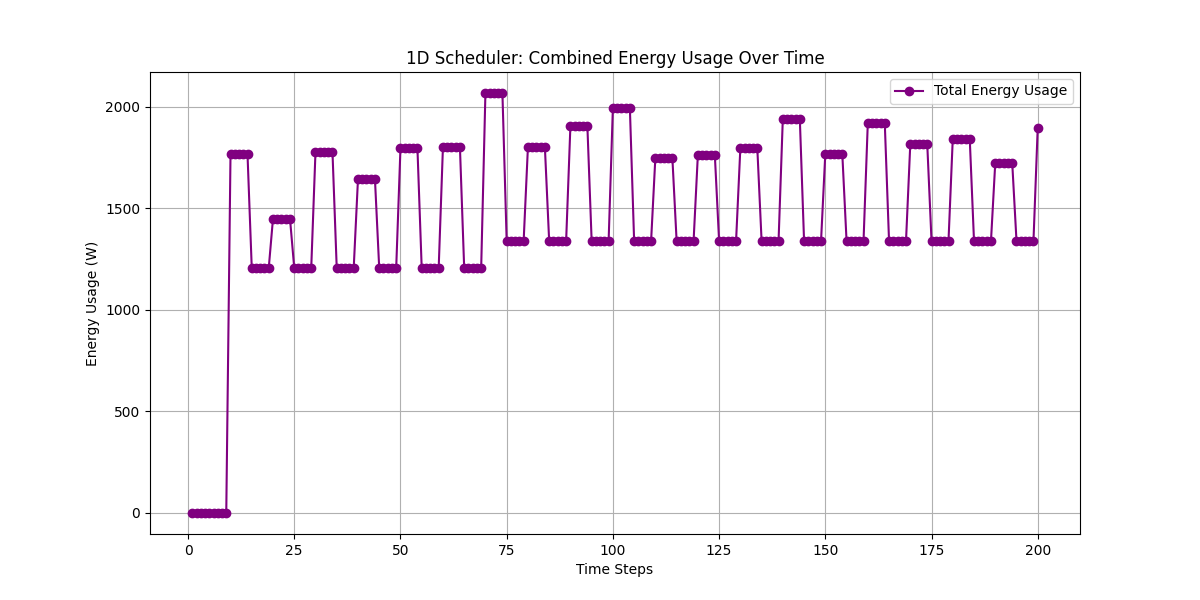 1D Scheduler: Combined Energy Usage Over Time
Total Energy Usage
Energy Usage (W)
2000
1500
1000
500
0
0 25 50 75 100 125 150 175 200
Time Steps